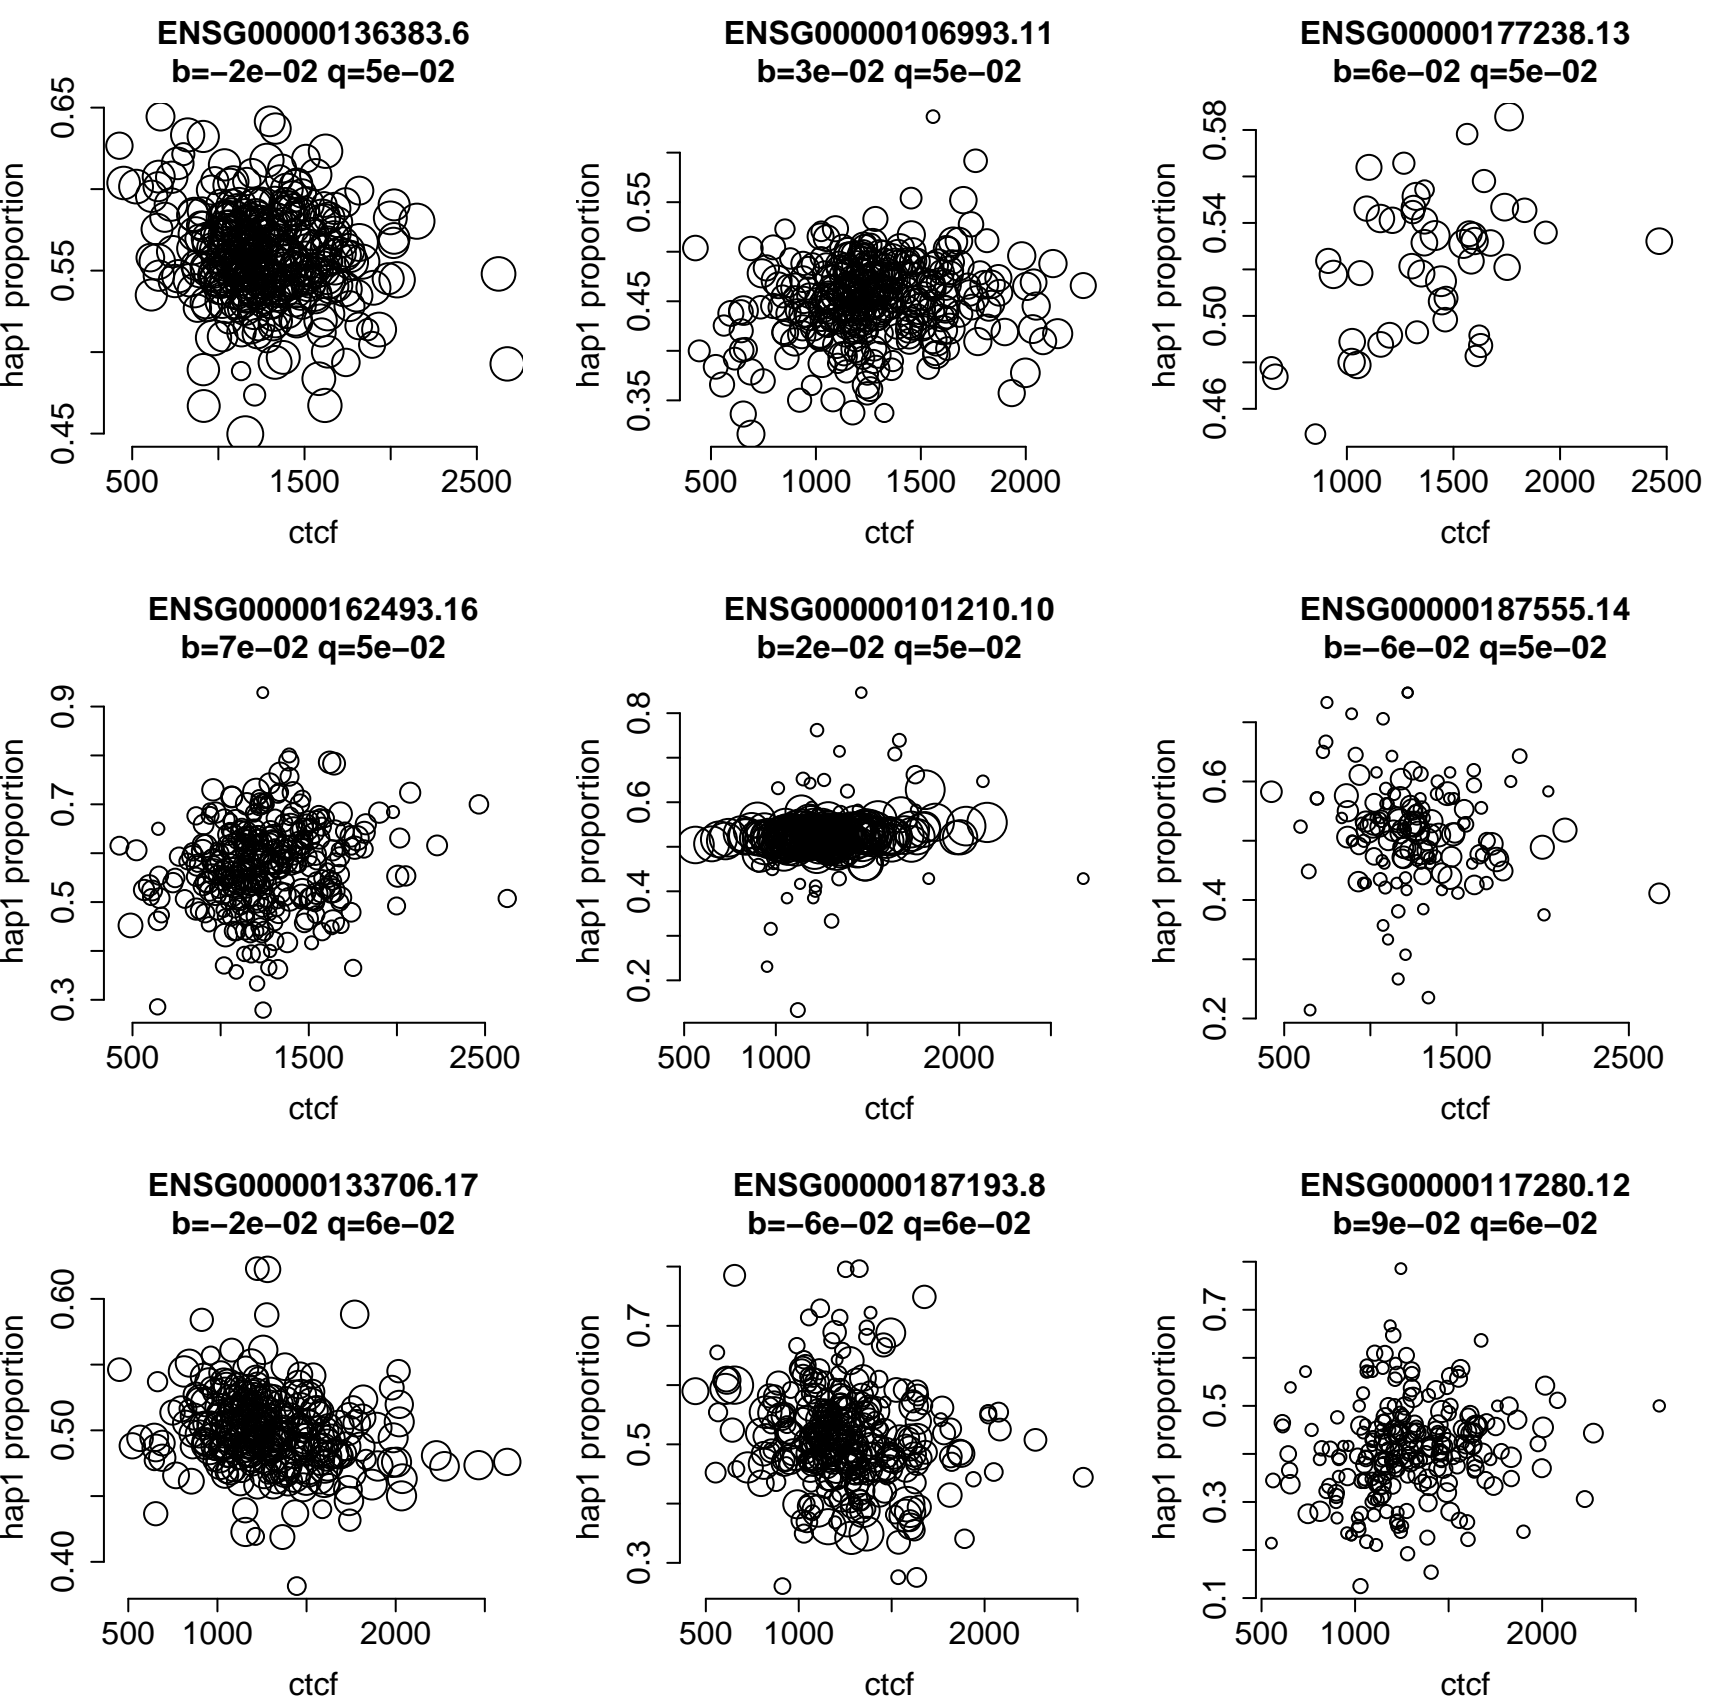 ENSG00000136383.6
b=−2e−02 q=5e−02
hap1 proportion
0.45 0.55 0.65
500 1500 2500
ctcf
ENSG00000106993.11
b=3e−02 q=5e−02
hap1 proportion
0.35 0.45 0.55
500 1000 1500 2000
ctcf
ENSG00000177238.13
b=6e−02 q=5e−02
hap1 proportion
0.46 0.50 0.54 0.58
1000 1500 2000 2500
ctcf
ENSG00000162493.16
b=7e−02 q=5e−02
hap1 proportion
0.3 0.5 0.7 0.9
500 1500 2500
ctcf
ENSG00000101210.10
b=2e−02 q=5e−02
hap1 proportion
0.2 0.4 0.6 0.8
500 1000 2000
ctcf
ENSG00000187555.14
b=−6e−02 q=5e−02
hap1 proportion
0.2 0.4 0.6
500 1500 2500
ctcf
ENSG00000133706.17
b=−2e−02 q=6e−02
hap1 proportion
0.40 0.50 0.60
500 1000 2000
ctcf
ENSG00000187193.8
b=−6e−02 q=6e−02
hap1 proportion
0.3 0.5 0.7
500 1000 2000
ctcf
ENSG00000117280.12
b=9e−02 q=6e−02
hap1 proportion
0.1 0.3 0.5 0.7
500 1000 2000
ctcf